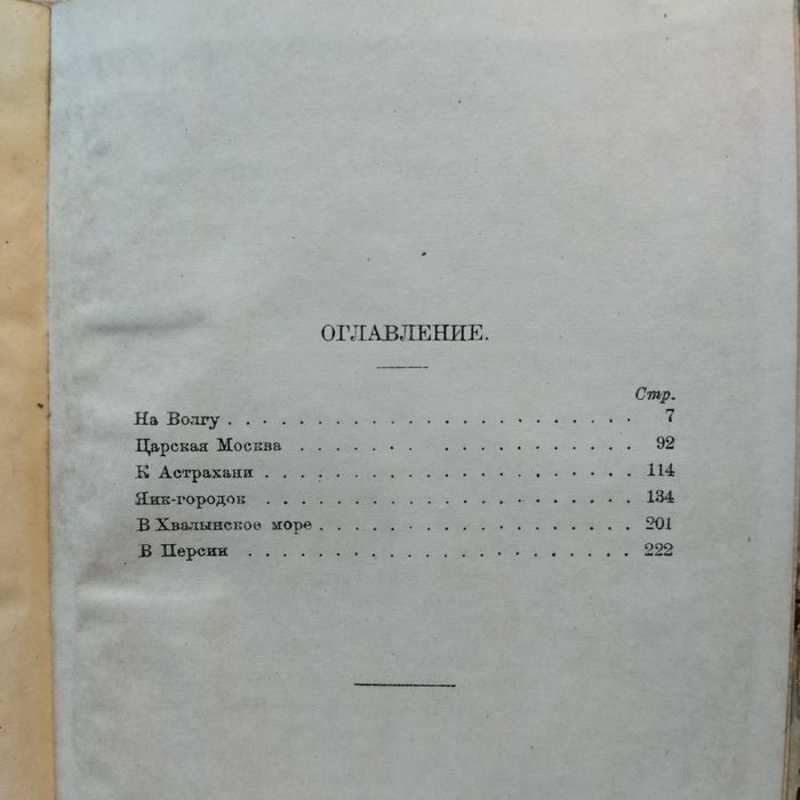 ОГЛАВЛЕНИЕ.
Стр.
На Волгу . . . . . . . . . . . . . . . . . . . . . . . 7
Царская Москва . . . . . . . . . . . . . . . . . . 92
К Астрахани . . . . . . . . . . . . . . . . . . . . . 114
Яик-городок . . . . . . . . . . . . . . . . . . . . . 134
В Хвалынское море . . . . . . . . . . . . . . . . . . 201
В Персии . . . . . . . . . . . . . . . . . . . . . . 222